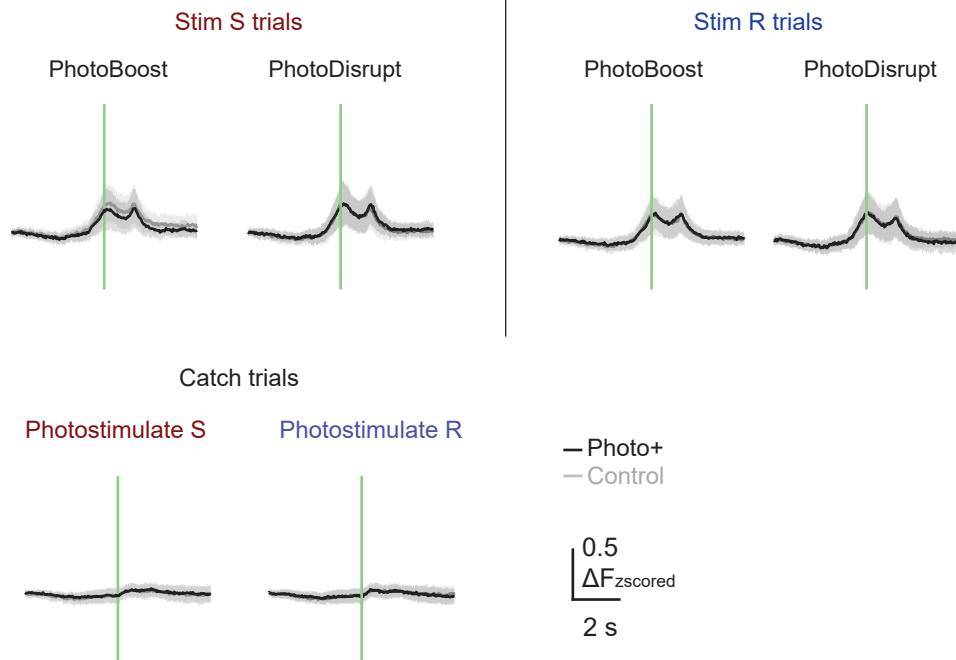 Stim S trials
Stim R trials
PhotoBoost
PhotoDisrupt
PhotoBoost
PhotoDisrupt
Catch trials
Photostimulate S
Photostimulate R
Photo+
Control
0.5
ΔFzscored
2 s